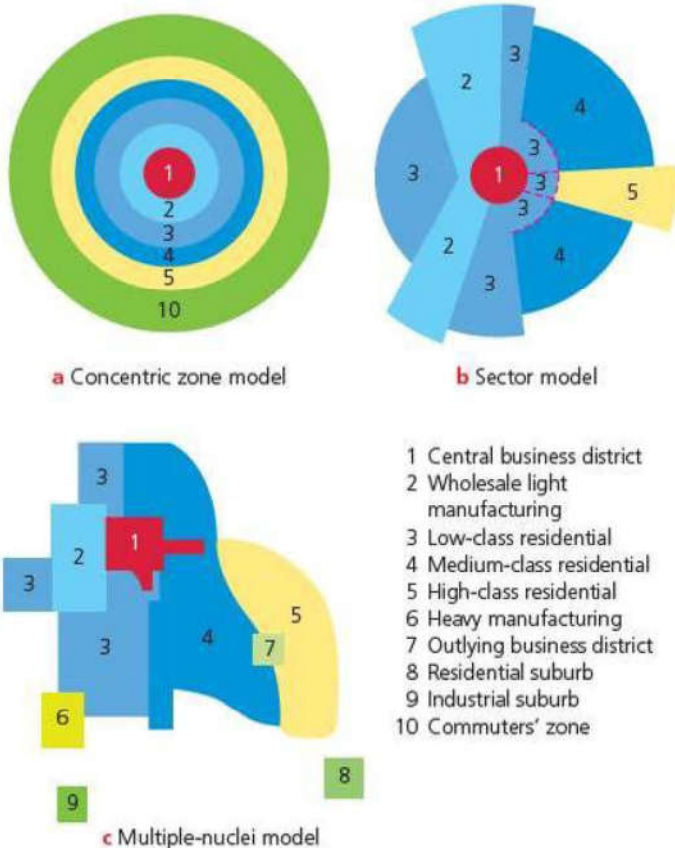 1
2
3
4
5
10
a Concentric zone model
3
2
4
3
3
1
3
5
3
2
4
3
b Sector model
3
1
2
3
5
3
4
7
6
8
9
c Multiple-nuclei model
1 Central business district
2 Wholesale light
manufacturing
3 Low-class residential
4 Medium-class residential
5 High-class residential
6 Heavy manufacturing
7 Outlying business district
8 Residential suburb
9 Industrial suburb
10 Commuters' zone